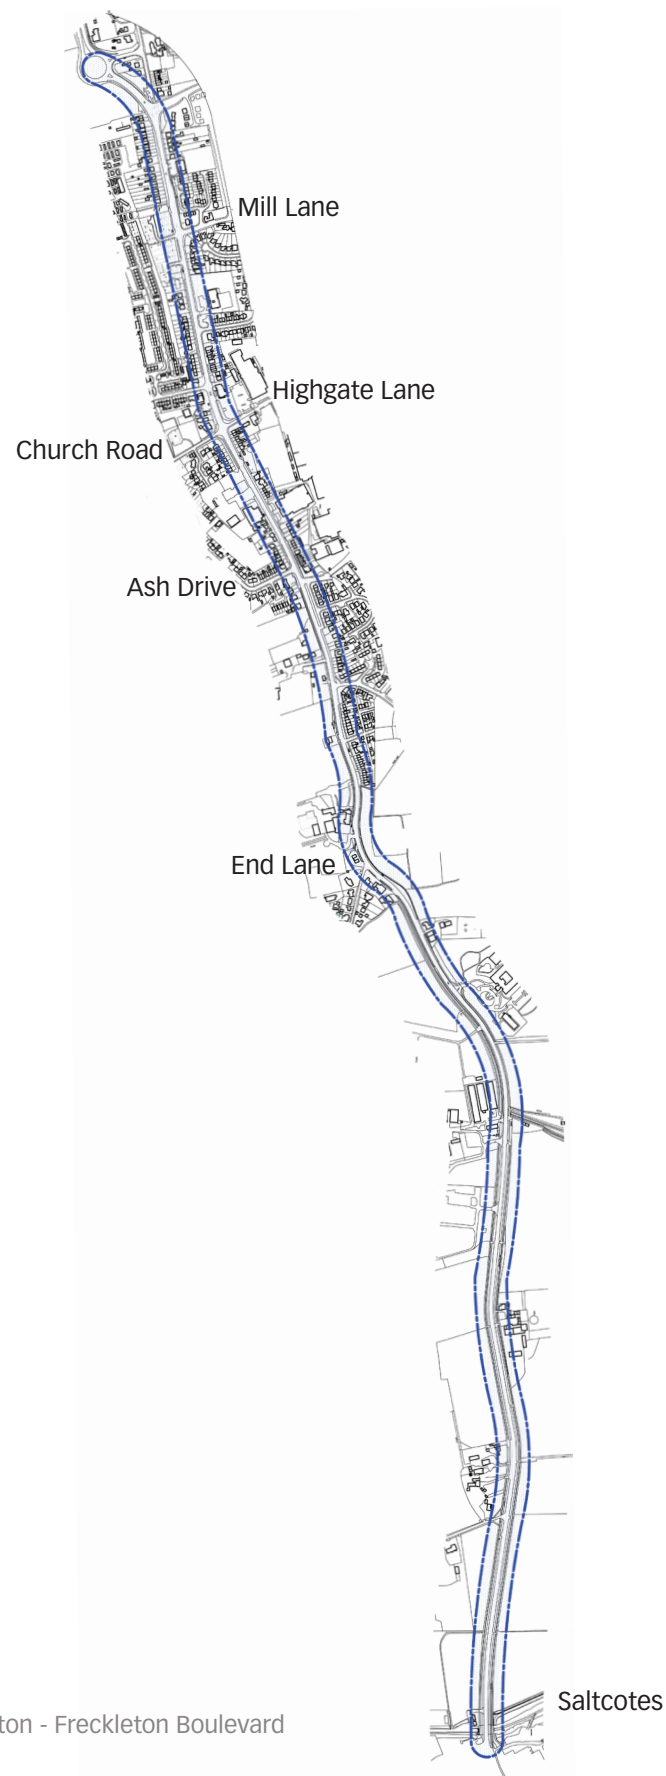 Mill Lane
Highgate Lane
Church Road
Ash Drive
End Lane
Saltcotes
ton - Freckleton Boulevard